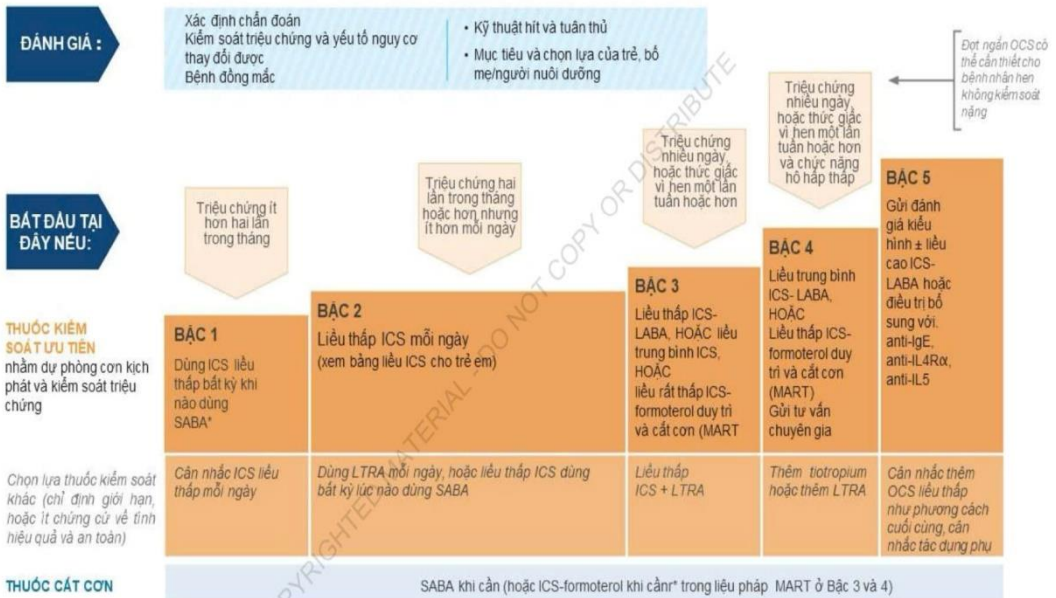 ĐÁNH GIÁ :
Xác định chẩn đoán
Kiểm soát triệu chứng và yếu tố nguy cơ
thay đổi được
Bệnh đồng mắc
• Kỹ thuật hít và tuân thủ
• Mục tiêu và chọn lựa của trẻ, bố
mẹ/người nuôi dưỡng
Đợt ngắn OCS có
thể cần thiết cho
bệnh nhân hen
không kiểm soát
nặng
BẮT ĐẦU TẠI
ĐÂY NẾU:
Triệu chứng ít
hơn hai lần
trong tháng
Triệu chứng hai
lần trong tháng
hoặc hơn nhưng
ít hơn mỗi ngày
Triệu chứng
nhiều ngày,
hoặc thức giấc
vì hen một lần
tuần hoặc hơn
Triệu chứng
nhiều ngày,
hoặc thức giấc
vì hen một lần
tuần hoặc hơn
và chức năng
hô hấp thấp
THUỐC KIỂM
SOÁT ƯU TIÊN
nhằm dự phòng cơn kịch
phát và kiểm soát triệu
chứng
BẬC 1
Dùng ICS liều
thấp bất kỳ khi
nào dùng
SABA*
BẬC 2
Liều thấp ICS mỗi ngày
(xem bảng liều ICS cho trẻ em)
BẬC 3
Liều thấp ICS-
LABA, HOẶC liều
trung bình ICS,
HOẶC
liều rất thấp ICS-
formoterol duy trì
và cắt cơn (MART
BẬC 4
Liều trung bình
ICS- LABA,
HOẶC
Liều thấp ICS-
formoterol duy
trì và cắt cơn
(MART)
Gửi tư vấn
chuyên gia
BẬC 5
Gửi đánh
giá kiểu
hình ± liều
cao ICS-
LABA hoặc
điều trị bổ
sung với.
anti-IgE,
anti-IL4Rα,
anti-IL5
Chọn lựa thuốc kiểm soát
khác (chỉ định giới hạn,
hoặc ít chứng cứ về tính
hiệu quả và an toàn)
Cân nhắc ICS liều
thấp mỗi ngày
Dùng LTRA mỗi ngày, hoặc liều thấp ICS dùng
bất kỳ lúc nào dùng SABA
Liều thấp
ICS + LTRA
Thêm tiotropium
hoặc thêm LTRA
Cân nhắc thêm
OCS liều thấp
như phương cách
cuối cùng, cân
nhắc tác dụng phụ
THUỐC CẮT CƠN
SABA khi cần (hoặc ICS-formoterol khi cầnr* trong liệu pháp MART ở Bậc 3 và 4)
COPYRIGHTED MATERIAL - DO NOT COPY OR DISTRIBUTE